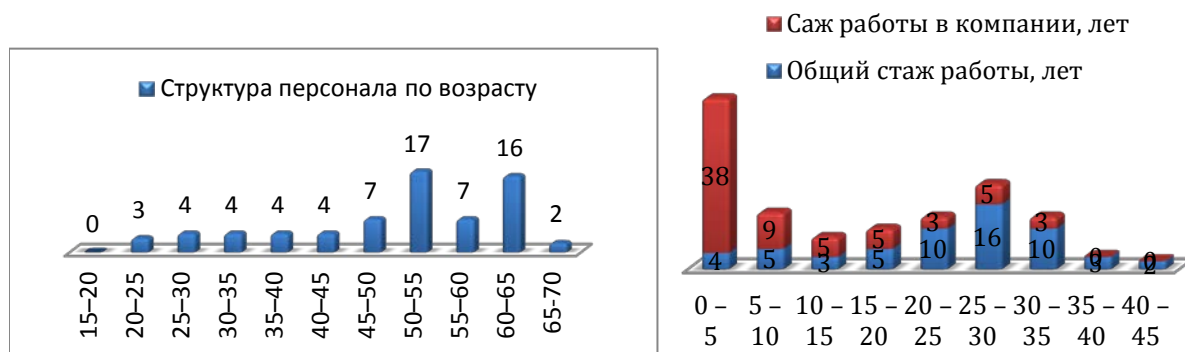 Структура персонала по возрасту
0 3 4 4 4 4 7 17 7 16 2
15–20 20–25 25–30 30–35 35–40 40–45 45–50 50–55 55–60 60–65 65-70
Саж работы в компании, лет
Общий стаж работы, лет
38 9 5 5 3 5 3 0 0
4 5 3 5 10 16 10 3 2
0 – 5 – 10 – 15 – 20 – 25 – 30 – 35 – 40 –
5 10 15 20 25 30 35 40 45